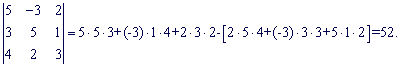 |5 −3 2|
|3 5 1| = 5·5·3+(-3)·1·4+2·3·2-[2·5·4+(-3)·3·3+5·1·2]=52.
|4 2 3|